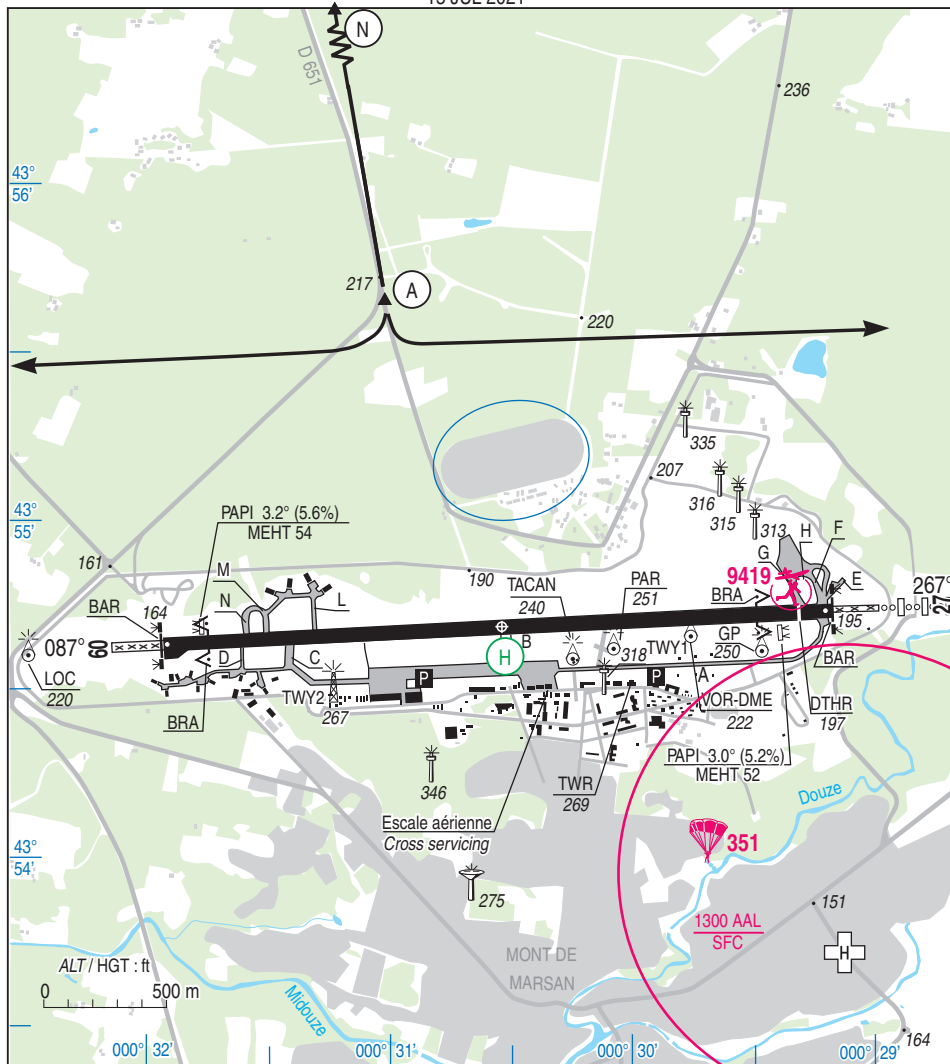 N
D 651
236
43°
56'
217
A
220
335
207
316
315
313
43°
55'
PAPI 3.2° (5.6%)
MEHT 54
161
M
N
L
190
TACAN
240
PAR
251
9419
BRA
G
H
F
E
267°
27
195
BAR
164
087°
09
LOC
220
BRA
D
C
TWY2
267
P
H
B
318
P
TWY1
A
GP
250
VOR-DME
222
BAR
DTHR
197
PAPI 3.0° (5.2%)
MEHT 52
346
TWR
269
Escale aérienne
Cross servicing
Douze
43°
54'
351
275
151
1300 AAL
SFC
H
MONT DE
MARSAN
ALT / HGT : ft
0 500 m
Midouze
164
000° 32'
000° 31'
000° 30'
000° 29'